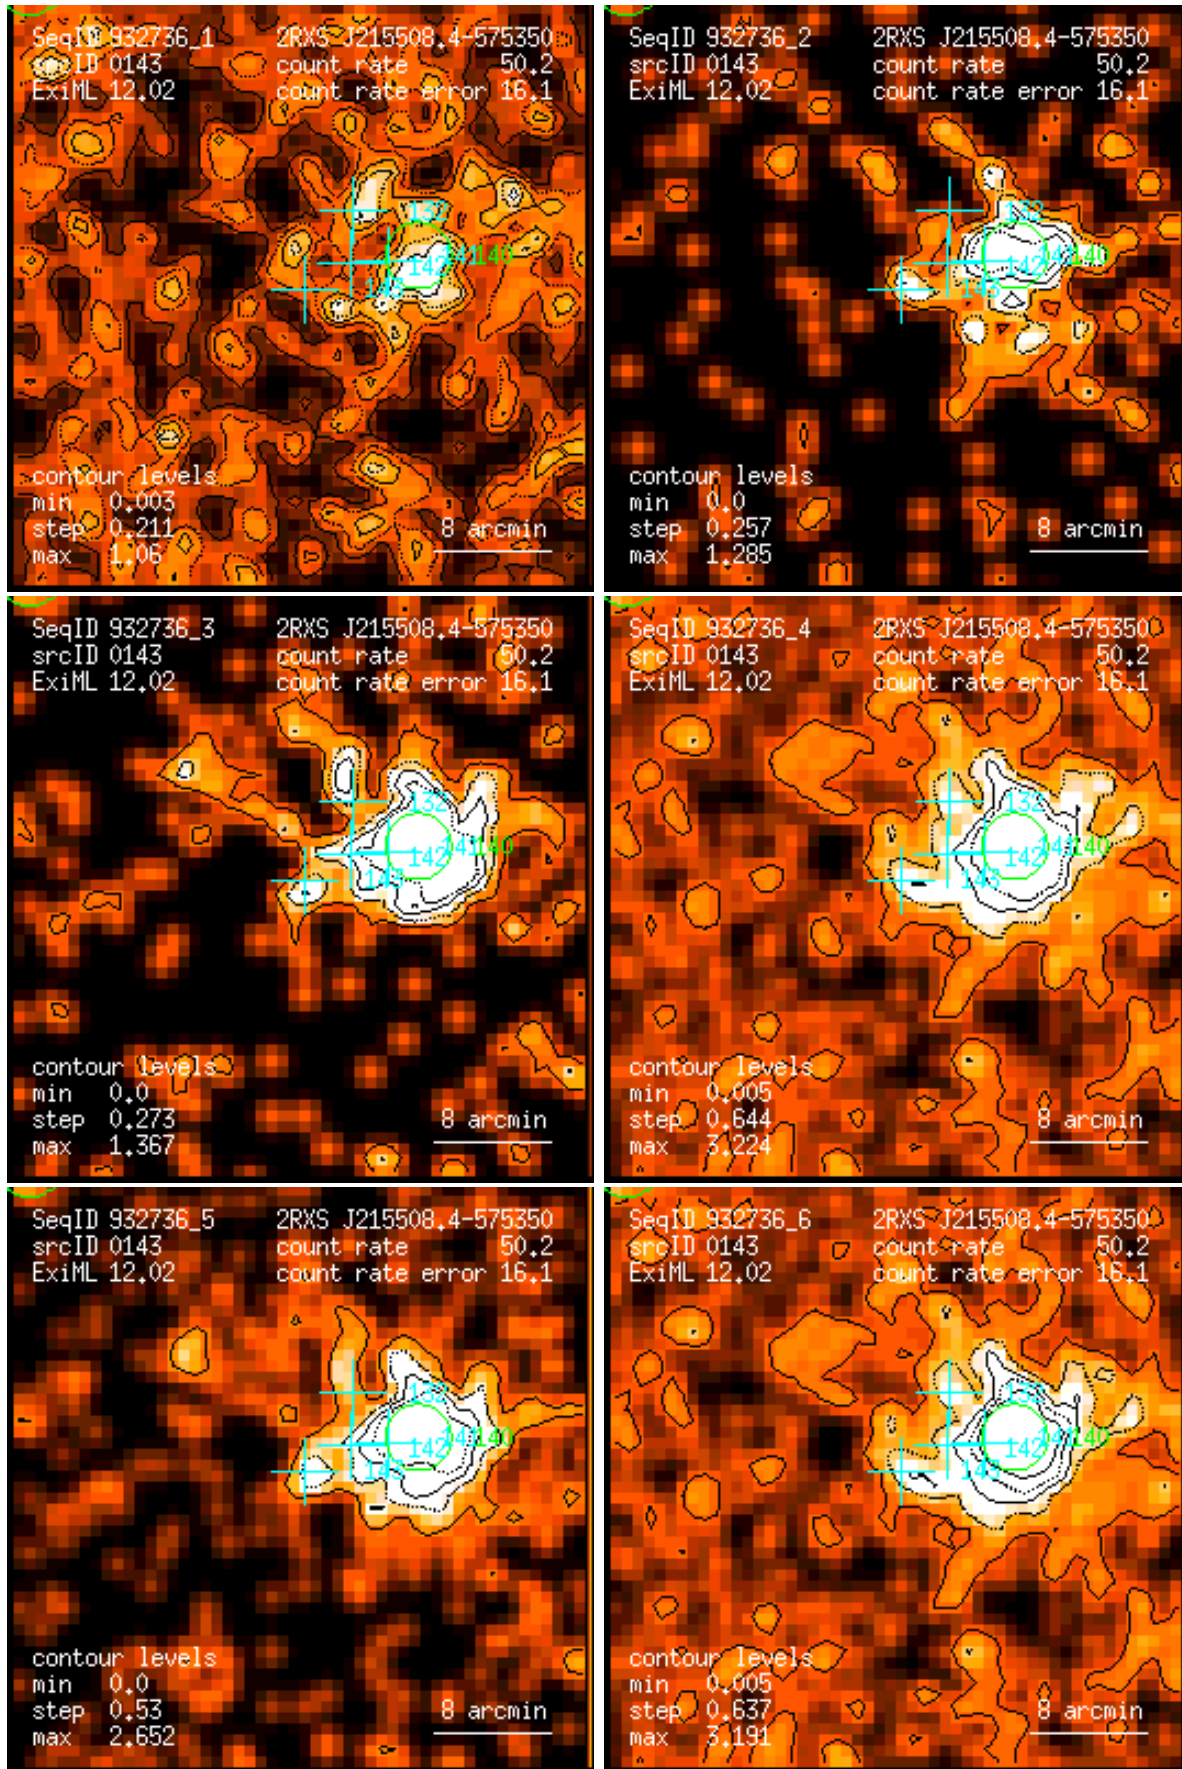 SeqID 932736_1 2RXS J215508.4-575350
srcID 0143 count rate 50.2
ExiML 12.02 count rate error 16.1
132
141 140
142
143
contour levels
min 0.003
step 0.211 8 arcmin
max 1.06
SeqID 932736_2 2RXS J215508.4-575350
srcID 0143 count rate 50.2
ExiML 12.02 count rate error 16.1
132
141 140
142
143
contour levels
min 0.0
step 0.257 8 arcmin
max 1.285
SeqID 932736_3 2RXS J215508.4-575350
srcID 0143 count rate 50.2
ExiML 12.02 count rate error 16.1
132
141 140
142
143
contour levels
min 0.0
step 0.273 8 arcmin
max 1.367
SeqID 932736_4 2RXS J215508.4-575350
srcID 0143 count rate 50.2
ExiML 12.02 count rate error 16.1
132
141 140
142
143
contour levels
min 0.005
step 0.644 8 arcmin
max 3.224
SeqID 932736_5 2RXS J215508.4-575350
srcID 0143 count rate 50.2
ExiML 12.02 count rate error 16.1
132
141 140
142
143
contour levels
min 0.0
step 0.53 8 arcmin
max 2.652
SeqID 932736_6 2RXS J215508.4-575350
srcID 0143 count rate 50.2
ExiML 12.02 count rate error 16.1
132
141 140
142
143
contour levels
min 0.005
step 0.637 8 arcmin
max 3.191